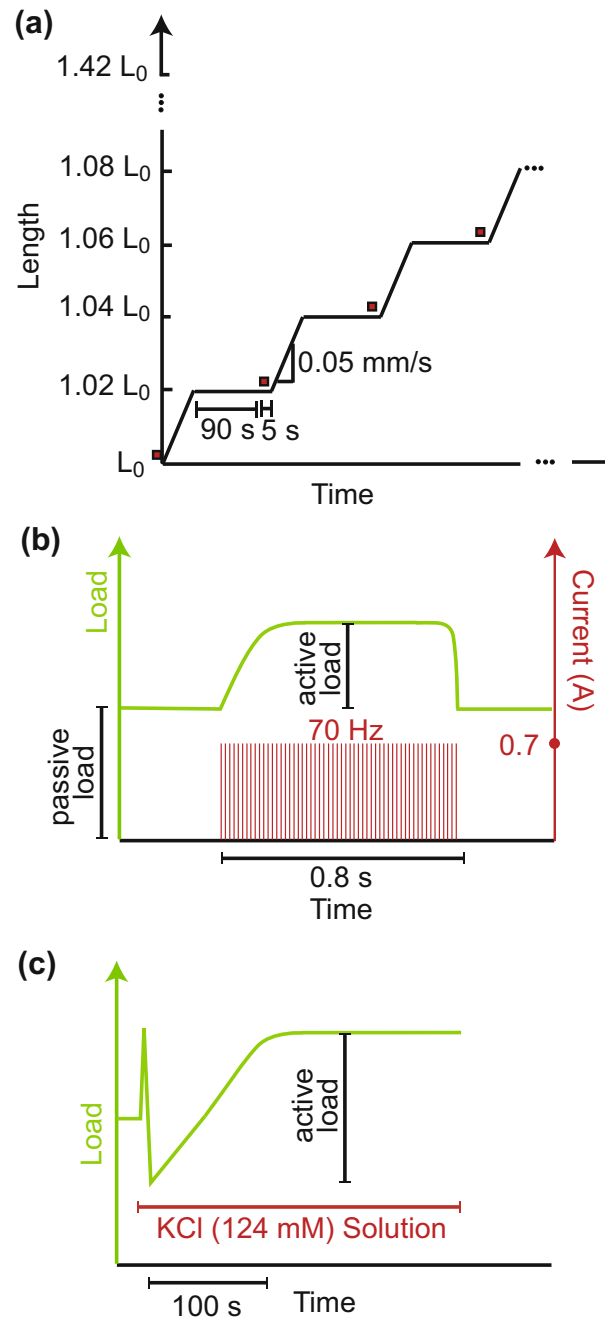 (a)
1.42 L₀
1.08 L₀
1.06 L₀
1.04 L₀
1.02 L₀
L₀
Length
0.05 mm/s
90 s
5 s
Time
(b)
Load
Current (A)
active
load
passive
load
70 Hz
0.7
0.8 s
Time
(c)
Load
active
load
KCl (124 mM) Solution
100 s
Time